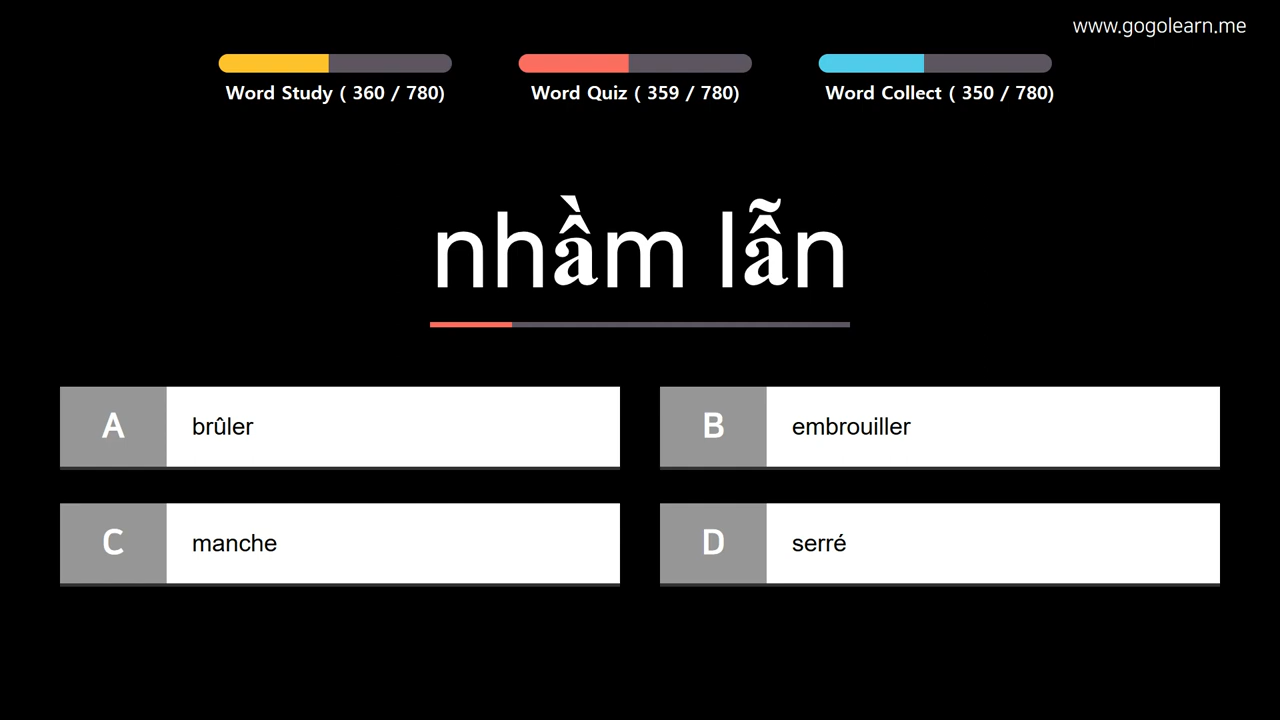 www.gogolearn.me
Word Study ( 360 / 780)
Word Quiz ( 359 / 780)
Word Collect ( 350 / 780)
nhầm lẫn
A brûler
B embrouiller
C manche
D serré